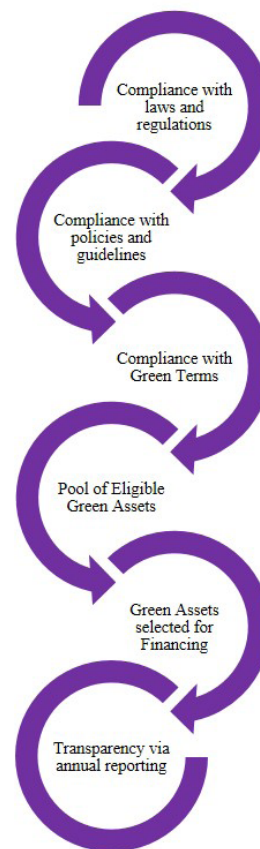 Compliance with
laws and
regulations
Compliance with
policies and
guidelines
Compliance with
Green Terms
Pool of Eligible
Green Assets
Green Assets
selected for
Financing
Transparency via
annual reporting